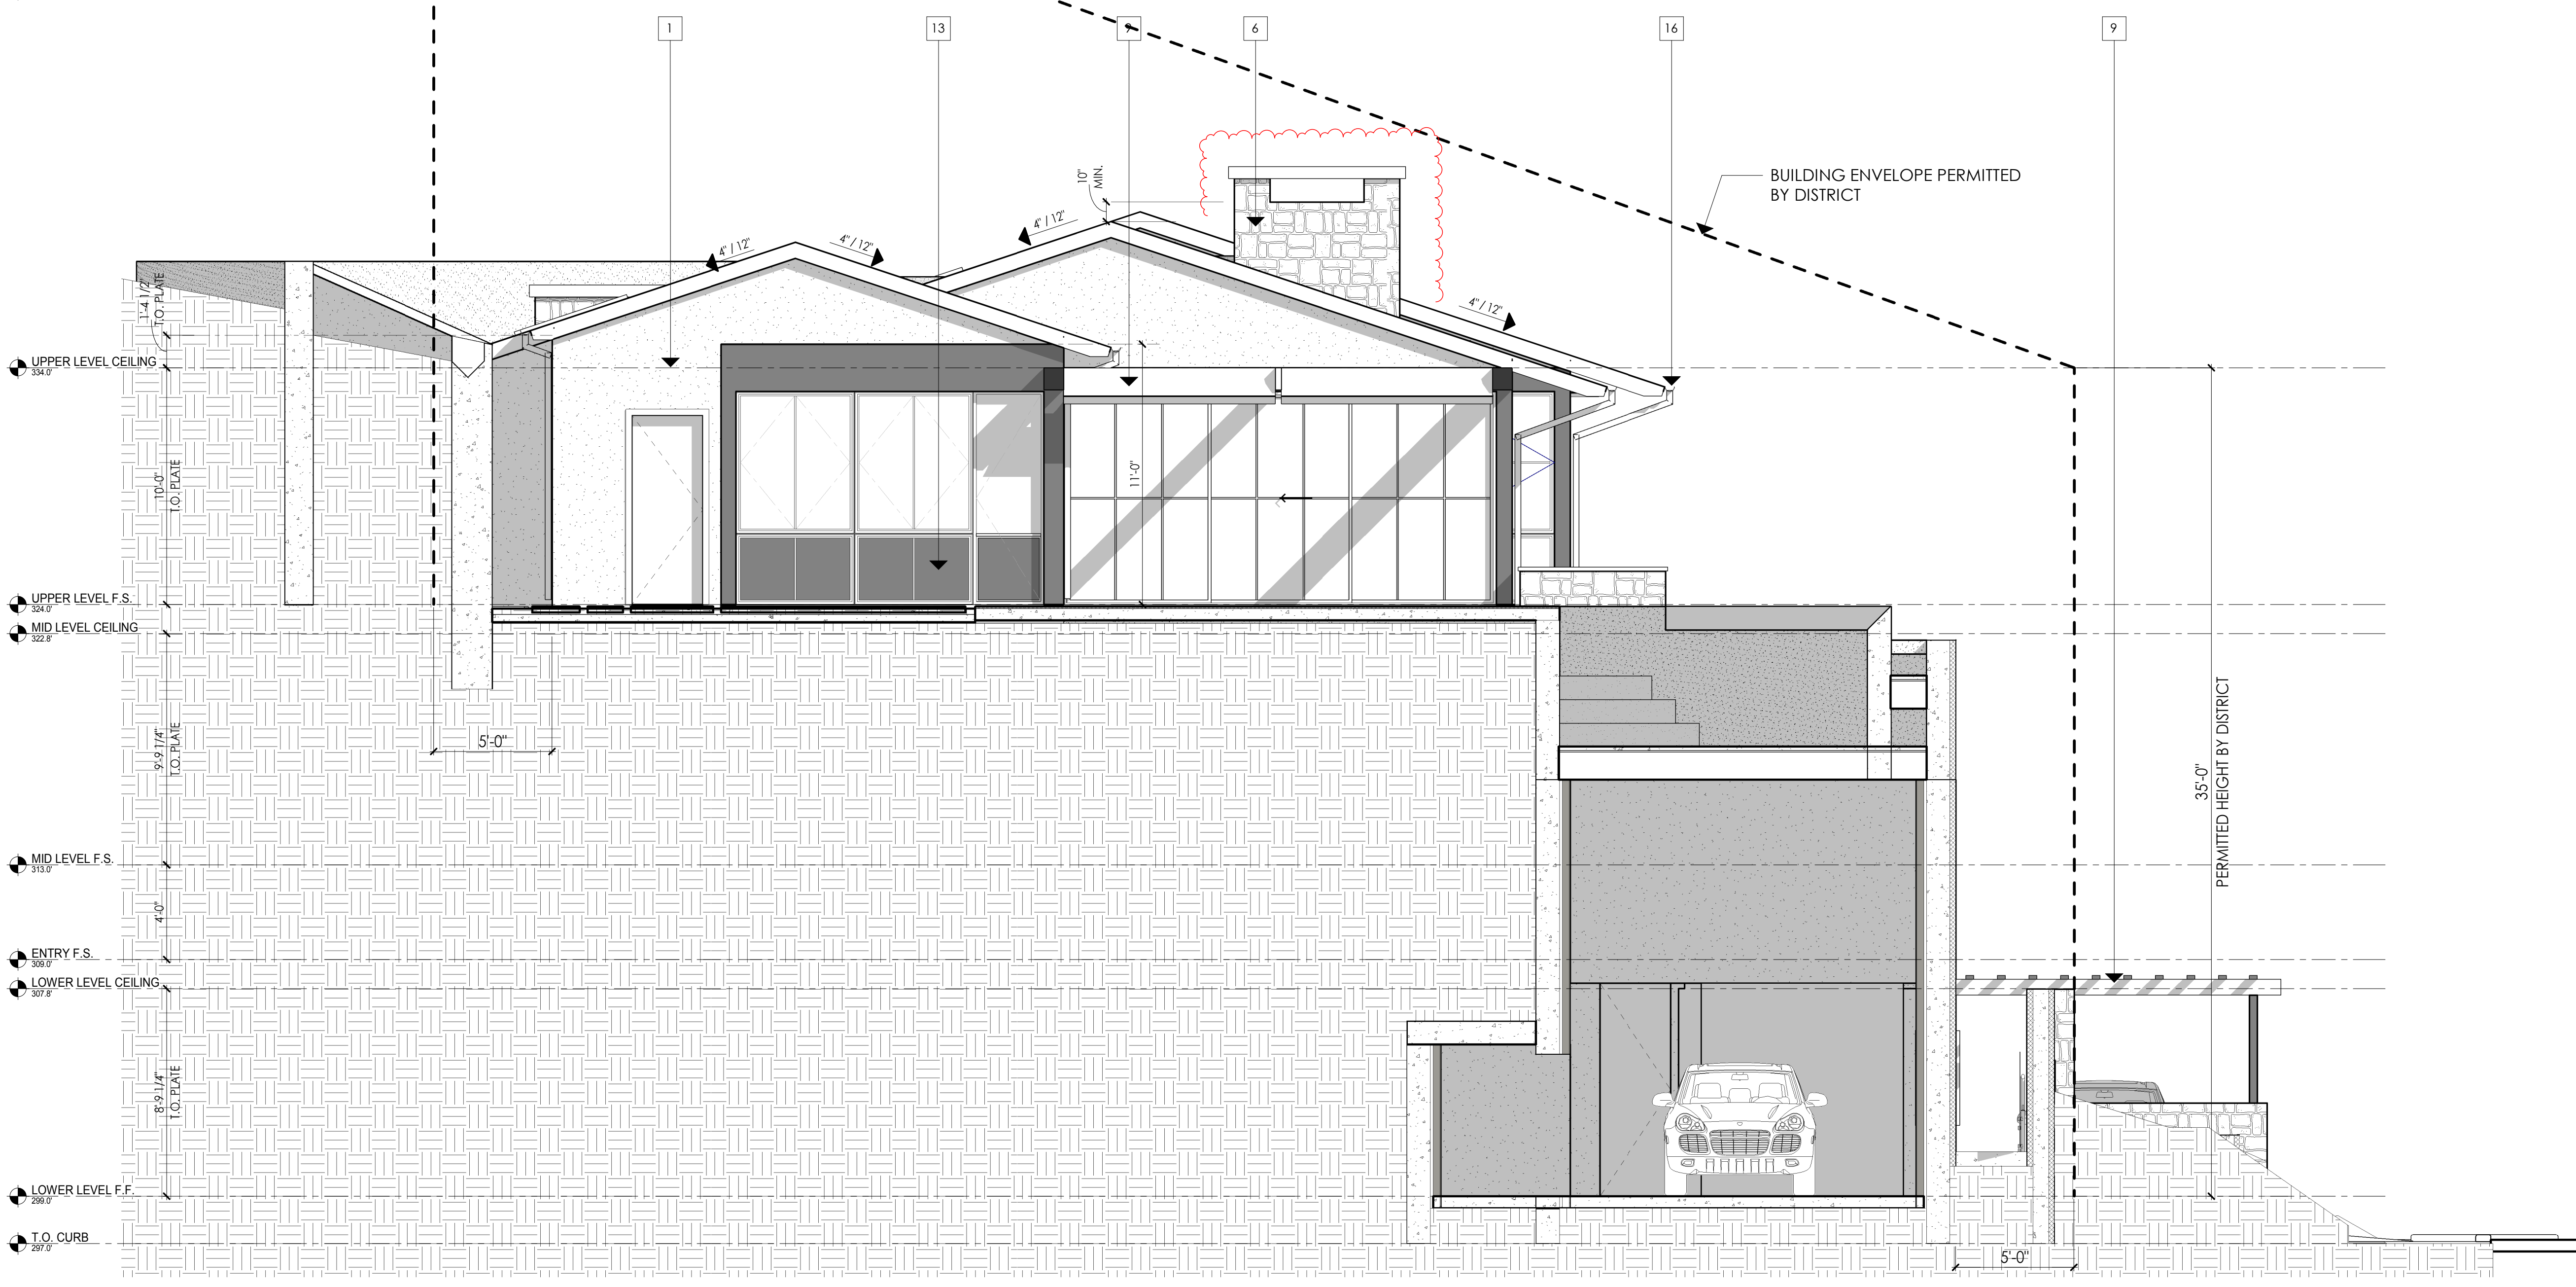 1
13
9
6
16
9
10"
MIN.
BUILDING ENVELOPE PERMITTED
BY DISTRICT
4" / 12"
4" / 12"
4" / 12"
4" / 12"
1'-4 1/2"
T.O. PLATE
UPPER LEVEL CEILING
334.0'
10'-0"
T.O. PLATE
11'-0"
UPPER LEVEL F.S.
324.0'
MID LEVEL CEILING
322.8'
5'-0"
9'-9 1/4"
T.O. PLATE
35'-0"
PERMITTED HEIGHT BY DISTRICT
MID LEVEL F.S.
313.0'
4'-0"
ENTRY F.S.
309.0'
LOWER LEVEL CEILING
307.8'
8'-9 1/4"
T.O. PLATE
LOWER LEVEL F.F.
299.0'
T.O. CURB
297.0'
5'-0"